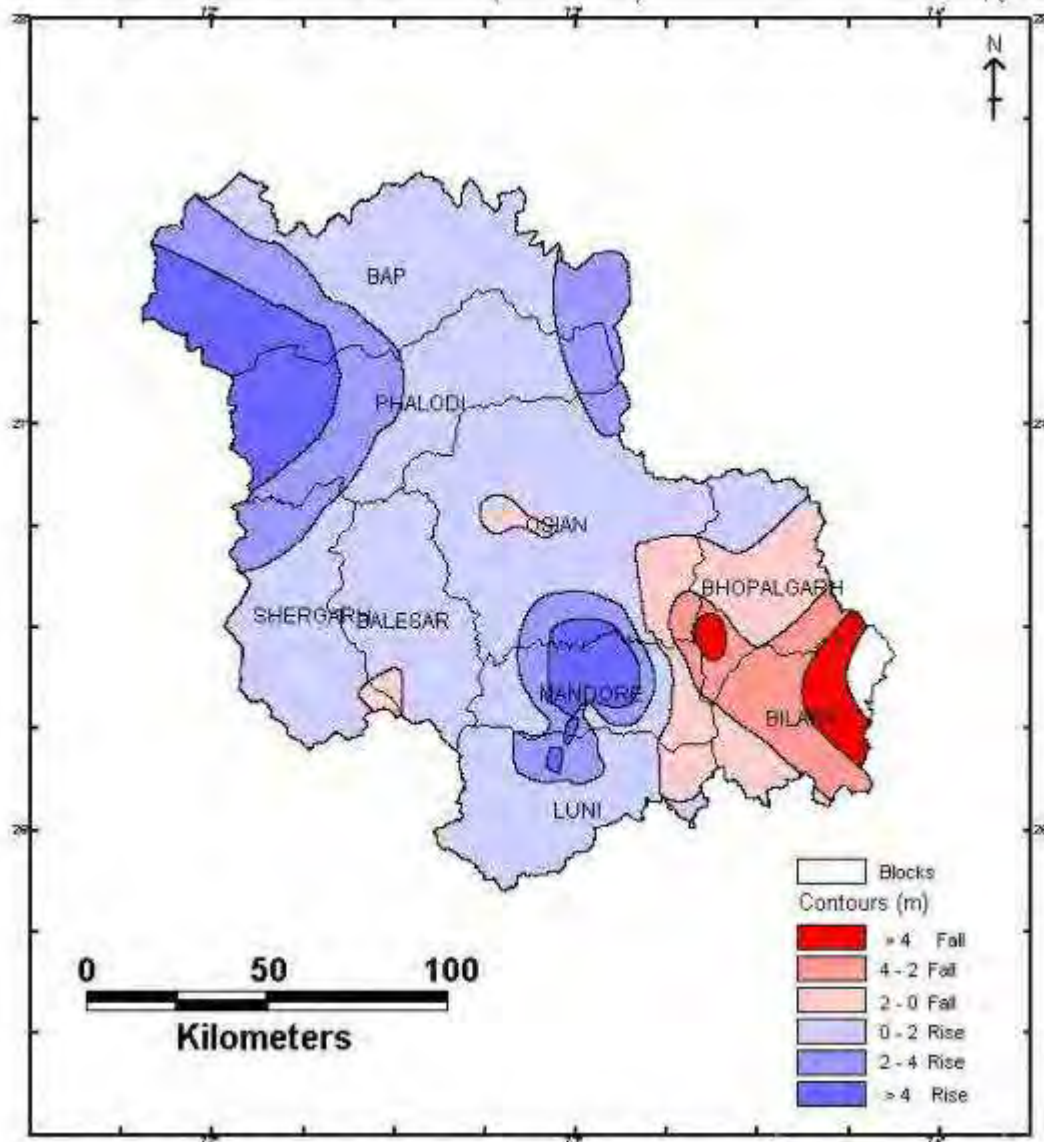 N
BAP
PHALODI
OSIAN
BHOPALGARH
SHERGARH
BALESAR
MANDORE
BILARA
LUNI
Blocks
Contours (m)
> 4 Fall
4 - 2 Fall
2 - 0 Fall
0 - 2 Rise
2 - 4 Rise
> 4 Rise
0 50 100
Kilometers